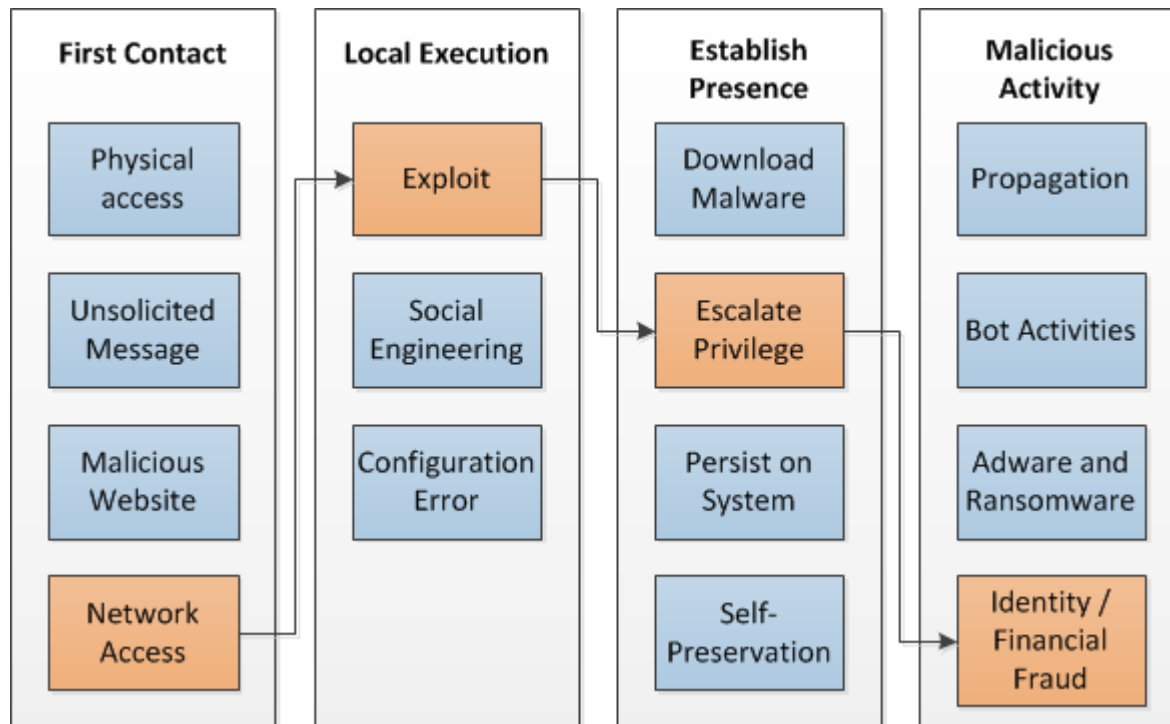 First Contact
Physical
access
Unsolicited
Message
Malicious
Website
Network
Access
Local Execution
Exploit
Social
Engineering
Configuration
Error
Establish
Presence
Download
Malware
Escalate
Privilege
Persist on
System
Self-
Preservation
Malicious
Activity
Propagation
Bot Activities
Adware and
Ransomware
Identity /
Financial
Fraud